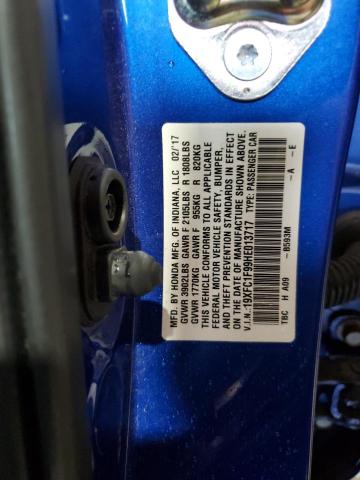 MFD. BY HONDA MFG. OF INDIANA, LLC 02/'17
GVWR 3902LBS GAWR F 2105LBS R 1808LBS
GVWR 1770KG GAWR F 955KG R 820KG
THIS VEHICLE CONFORMS TO ALL APPLICABLE
FEDERAL MOTOR VEHICLE SAFETY, BUMPER,
AND THEFT PREVENTION STANDARDS IN EFFECT
ON THE DATE OF MANUFACTURE SHOWN ABOVE.
V.I.N.: 19XFC1F99HE013717 TYPE: PASSENGER CAR
TBC H A09 - B593M - A - E